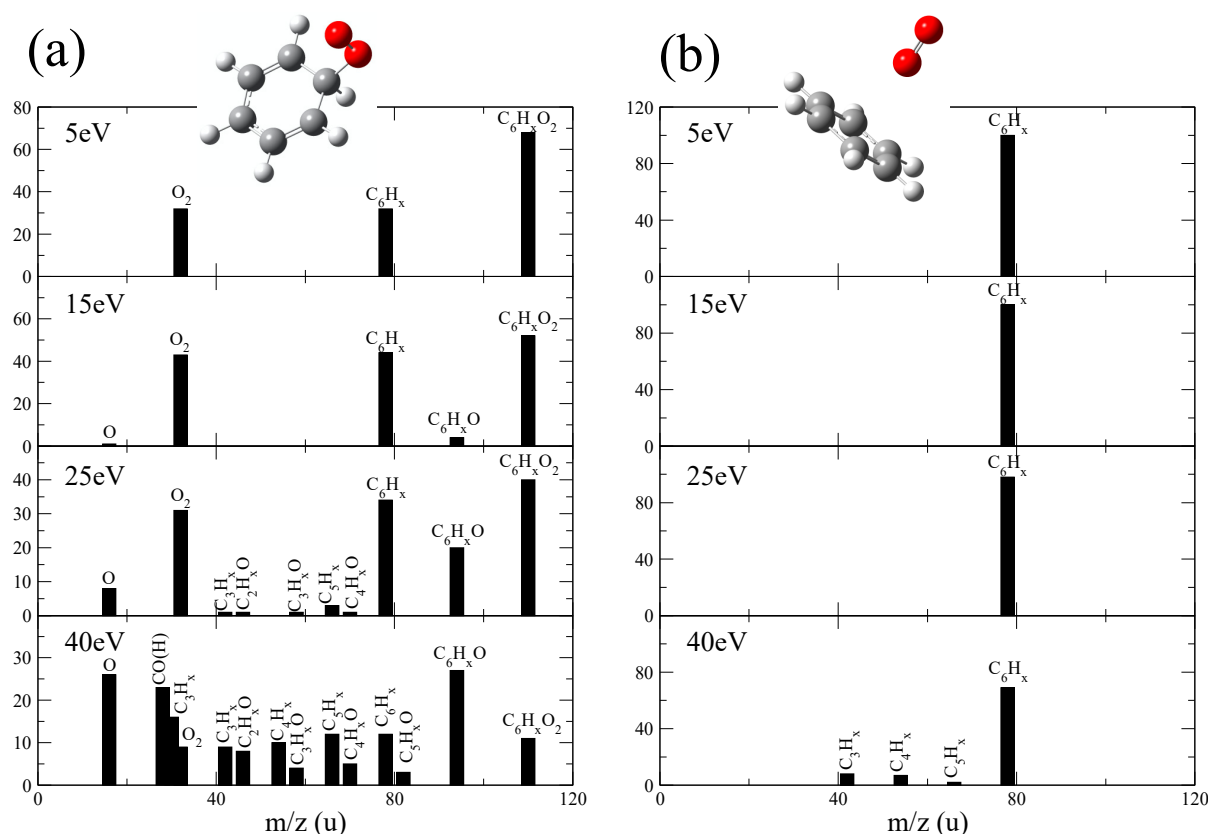 (a)
80
60
40
20
0
5eV
O₂
C₆Hₓ
C₆HₓO₂
60
40
20
0
15eV
O
O₂
C₆HₓO
C₆HₓO₂
C₆Hₓ
40
30
20
10
0
25eV
O
O₂
C₃Hₓ
C₂HₓO
C₃HₓO
C₅Hₓ
C₄HₓO
C₆Hₓ
C₆HₓO
C₆HₓO₂
30
20
10
0
40eV
O
CO(H)
C₃Hₓ
O₂
C₃Hₓ
C₂HₓO
C₄Hₓ
C₃HₓO
C₅Hₓ
C₄HₓO
C₆Hₓ
C₅HₓO
C₆HₓO
C₆HₓO₂
0 40 80 120
m/z (u)
(b)
120
80
40
0
5eV
C₆Hₓ
80
40
0
15eV
C₆Hₓ
80
40
0
25eV
C₆Hₓ
120
80
40
0
40eV
C₃Hₓ
C₄Hₓ
C₅Hₓ
C₆Hₓ
0 40 80 120
m/z (u)